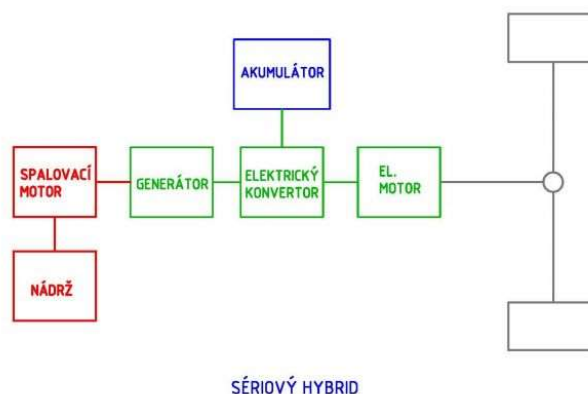 AKUMULÁTOR
SPALOVACÍ
MOTOR
GENERÁTOR
ELEKTRICKÝ
KONVERTOR
EL.
MOTOR
NÁDRŽ
SÉRIOVÝ HYBRID